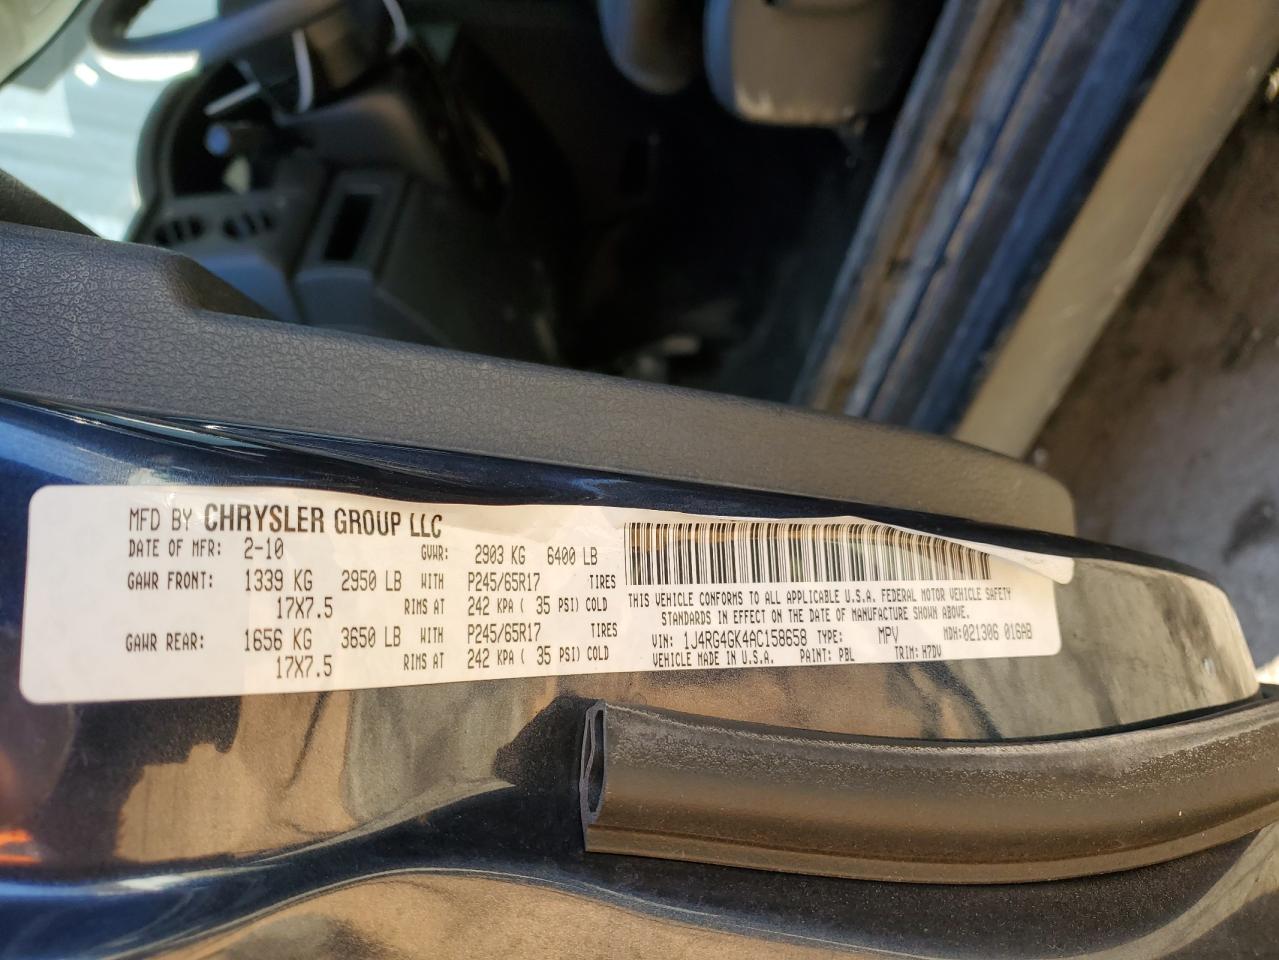 MFD BY CHRYSLER GROUP LLC
DATE OF MFR: 2-10 GVWR: 2903 KG 6400 LB
GAWR FRONT: 1339 KG 2950 LB WITH P245/65R17 TIRES
17X7.5 RIMS AT 242 KPA ( 35 PSI) COLD
GAWR REAR: 1656 KG 3650 LB WITH P245/65R17 TIRES
17X7.5 RIMS AT 242 KPA ( 35 PSI) COLD
THIS VEHICLE CONFORMS TO ALL APPLICABLE U.S.A. FEDERAL MOTOR VEHICLE SAFETY
STANDARDS IN EFFECT ON THE DATE OF MANUFACTURE SHOWN ABOVE.
VIN: 1J4RG4GK4AC158658 TYPE: MPV MDH:021306 016AB
VEHICLE MADE IN U.S.A. PAINT: PBL TRIM: H7DV